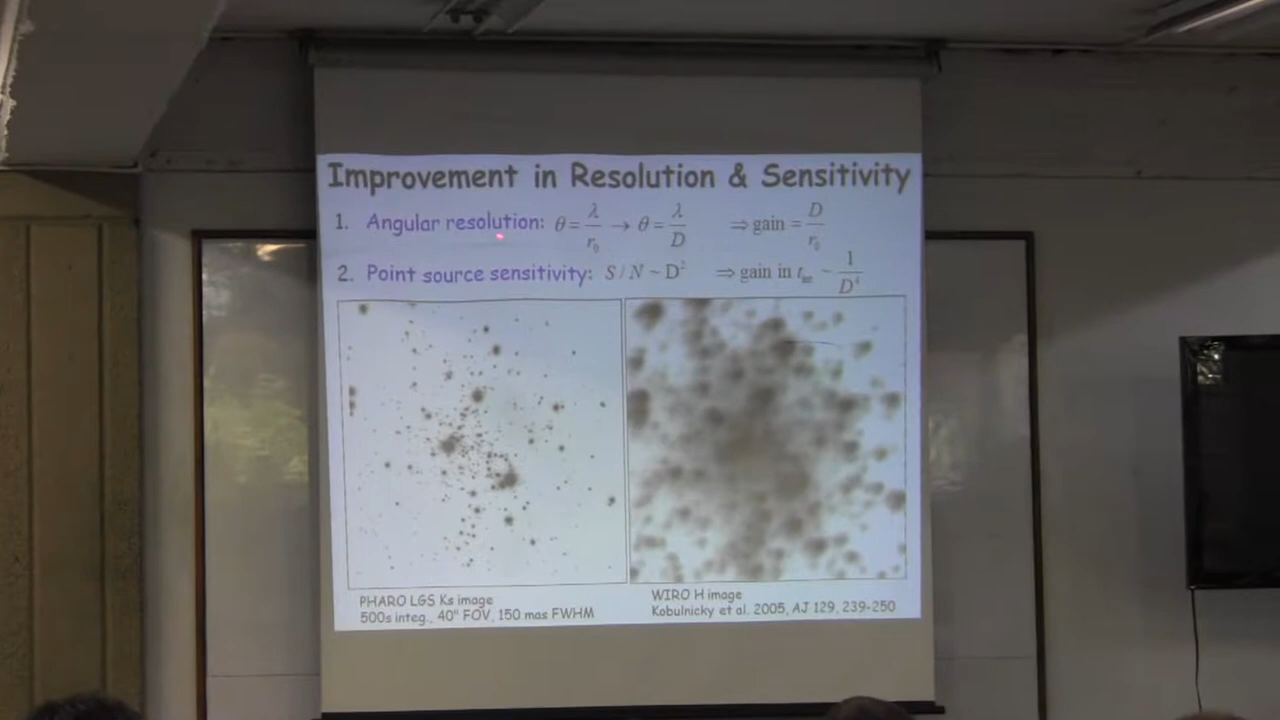 Improvement in Resolution & Sensitivity
1. Angular resolution: θ = λ/r₀ → θ = λ/D ⇒ gain = D/r₀
2. Point source sensitivity: S / N ~ D² ⇒ gain in t_int ~ 1/D⁴
PHARO LGS Ks image
500s integ., 40" FOV, 150 mas FWHM
WIRO H image
Kobulnicky et al. 2005, AJ 129, 239-250